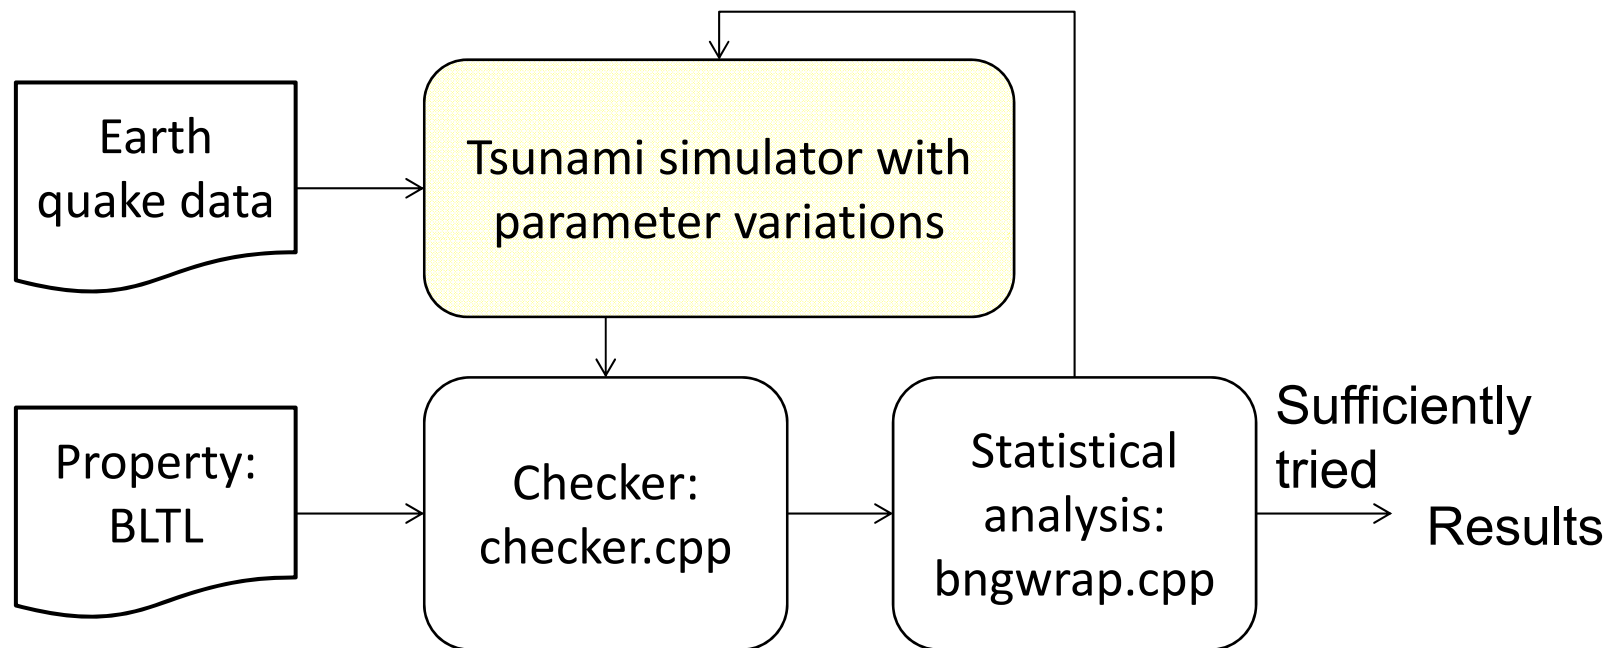 Earth
quake data
Tsunami simulator with
parameter variations
Property:
BLTL
Checker:
checker.cpp
Statistical
analysis:
bngwrap.cpp
Sufficiently
tried
Results